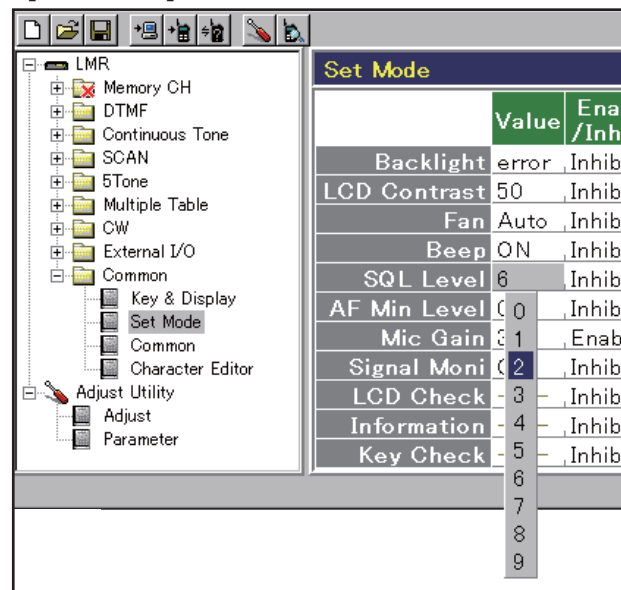 LMR
Memory CH
DTMF
Continuous Tone
SCAN
5Tone
Multiple Table
CW
External I/O
Common
Key & Display
Set Mode
Common
Character Editor
Adjust Utility
Adjust
Parameter
Set Mode
Value Ena
/Inh
Backlight error Inhib
LCD Contrast 50 Inhib
Fan Auto Inhib
Beep ON Inhib
SQL Level 6 Inhib
AF Min Level Inhib
Mic Gain Enab
Signal Moni Inhib
LCD Check - - Inhib
Information - - Inhib
Key Check - - Inhib
0
1
2
3
4
5
6
7
8
9